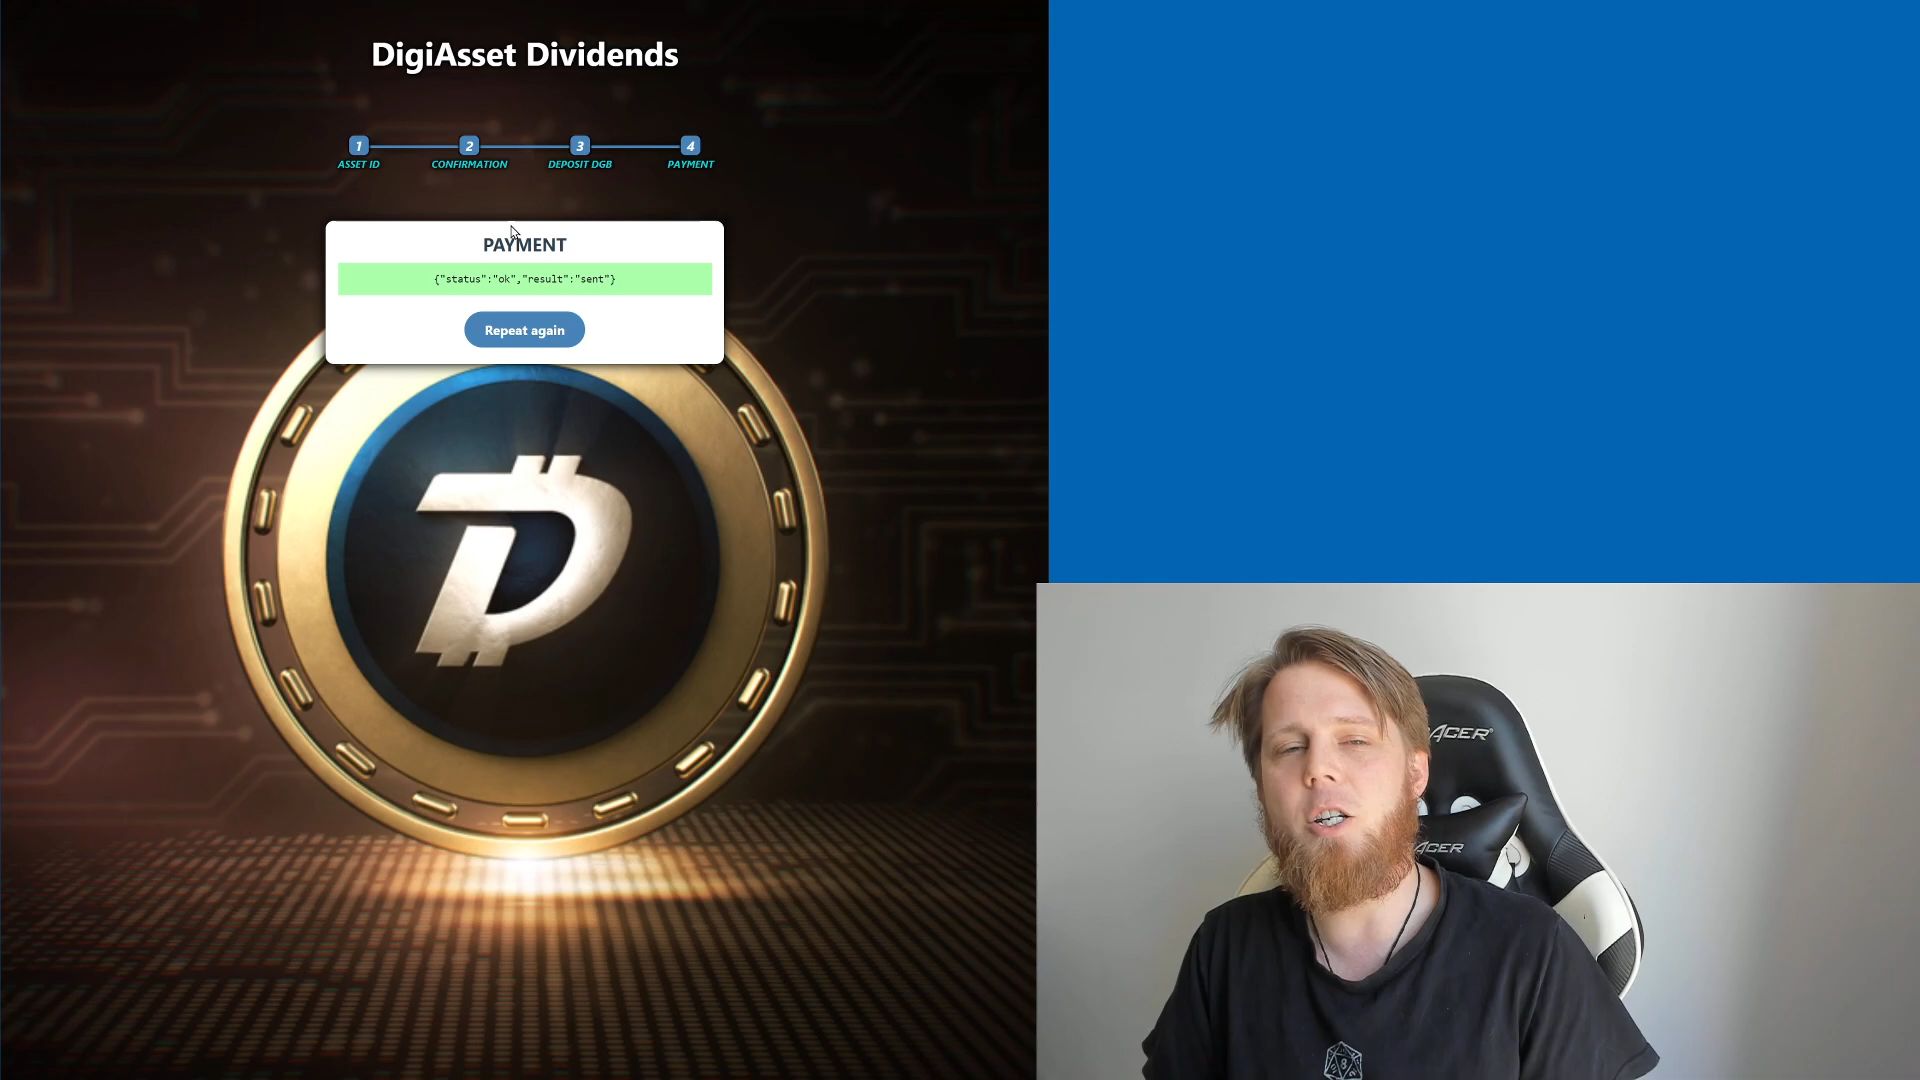 DigiAsset Dividends
1
2
3
4
ASSET ID
CONFIRMATION
DEPOSIT DGB
PAYMENT
PAYMENT
{"status":"ok","result":"sent"}
Repeat again
ACER
ACER
8